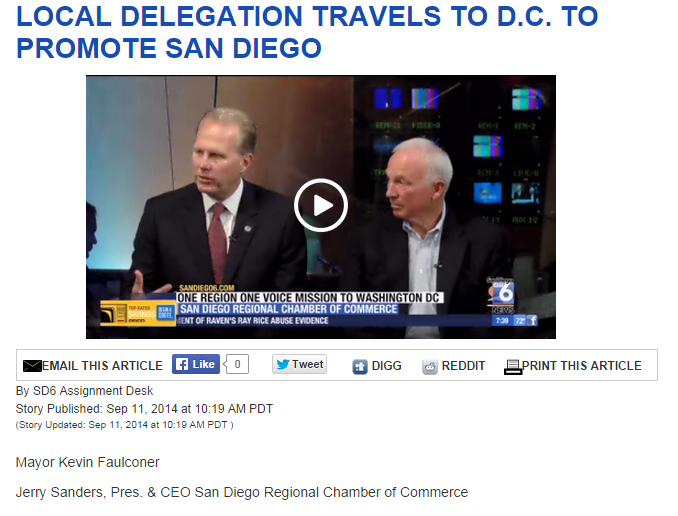 LOCAL DELEGATION TRAVELS TO D.C. TO
PROMOTE SAN DIEGO
SANDIEGO6.COM
ONE REGION ONE VOICE MISSION TO WASHINGTON DC
SAN DIEGO REGIONAL CHAMBER OF COMMERCE
ENT OF RAVEN'S RAY RICE ABUSE EVIDENCE
6
NEWS
7:38 72°
EMAIL THIS ARTICLE Like 0 Tweet DIGG REDDIT PRINT THIS ARTICLE
By SD6 Assignment Desk
Story Published: Sep 11, 2014 at 10:19 AM PDT
(Story Updated: Sep 11, 2014 at 10:19 AM PDT )
Mayor Kevin Faulconer
Jerry Sanders, Pres. & CEO San Diego Regional Chamber of Commerce